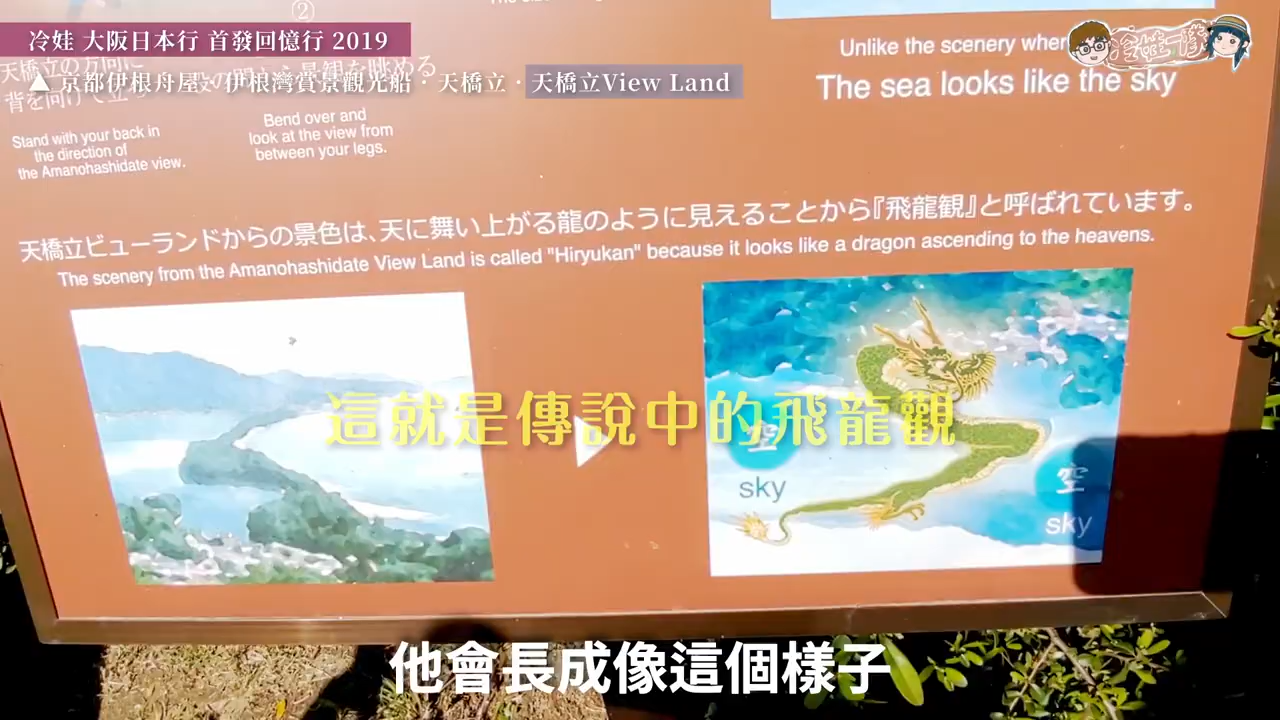 冷娃 大阪日本行 首發回憶行 2019
▲ 京都伊根舟屋・伊根灣賞景觀光船・天橋立・天橋立View Land
②
Stand with your back in
the direction of
the Amanohashidate view.
Bend over and
look at the view from
between your legs.
Unlike the scenery when
The sea looks like the sky
天橋立ビューランドからの景色は、天に舞い上がる龍のように見えることから『飛龍観』と呼ばれています。
The scenery from the Amanohashidate View Land is called "Hiryukan" because it looks like a dragon ascending to the heavens.
這就是傳說中的飛龍觀
空
sky
空
sky
他會長成像這個樣子